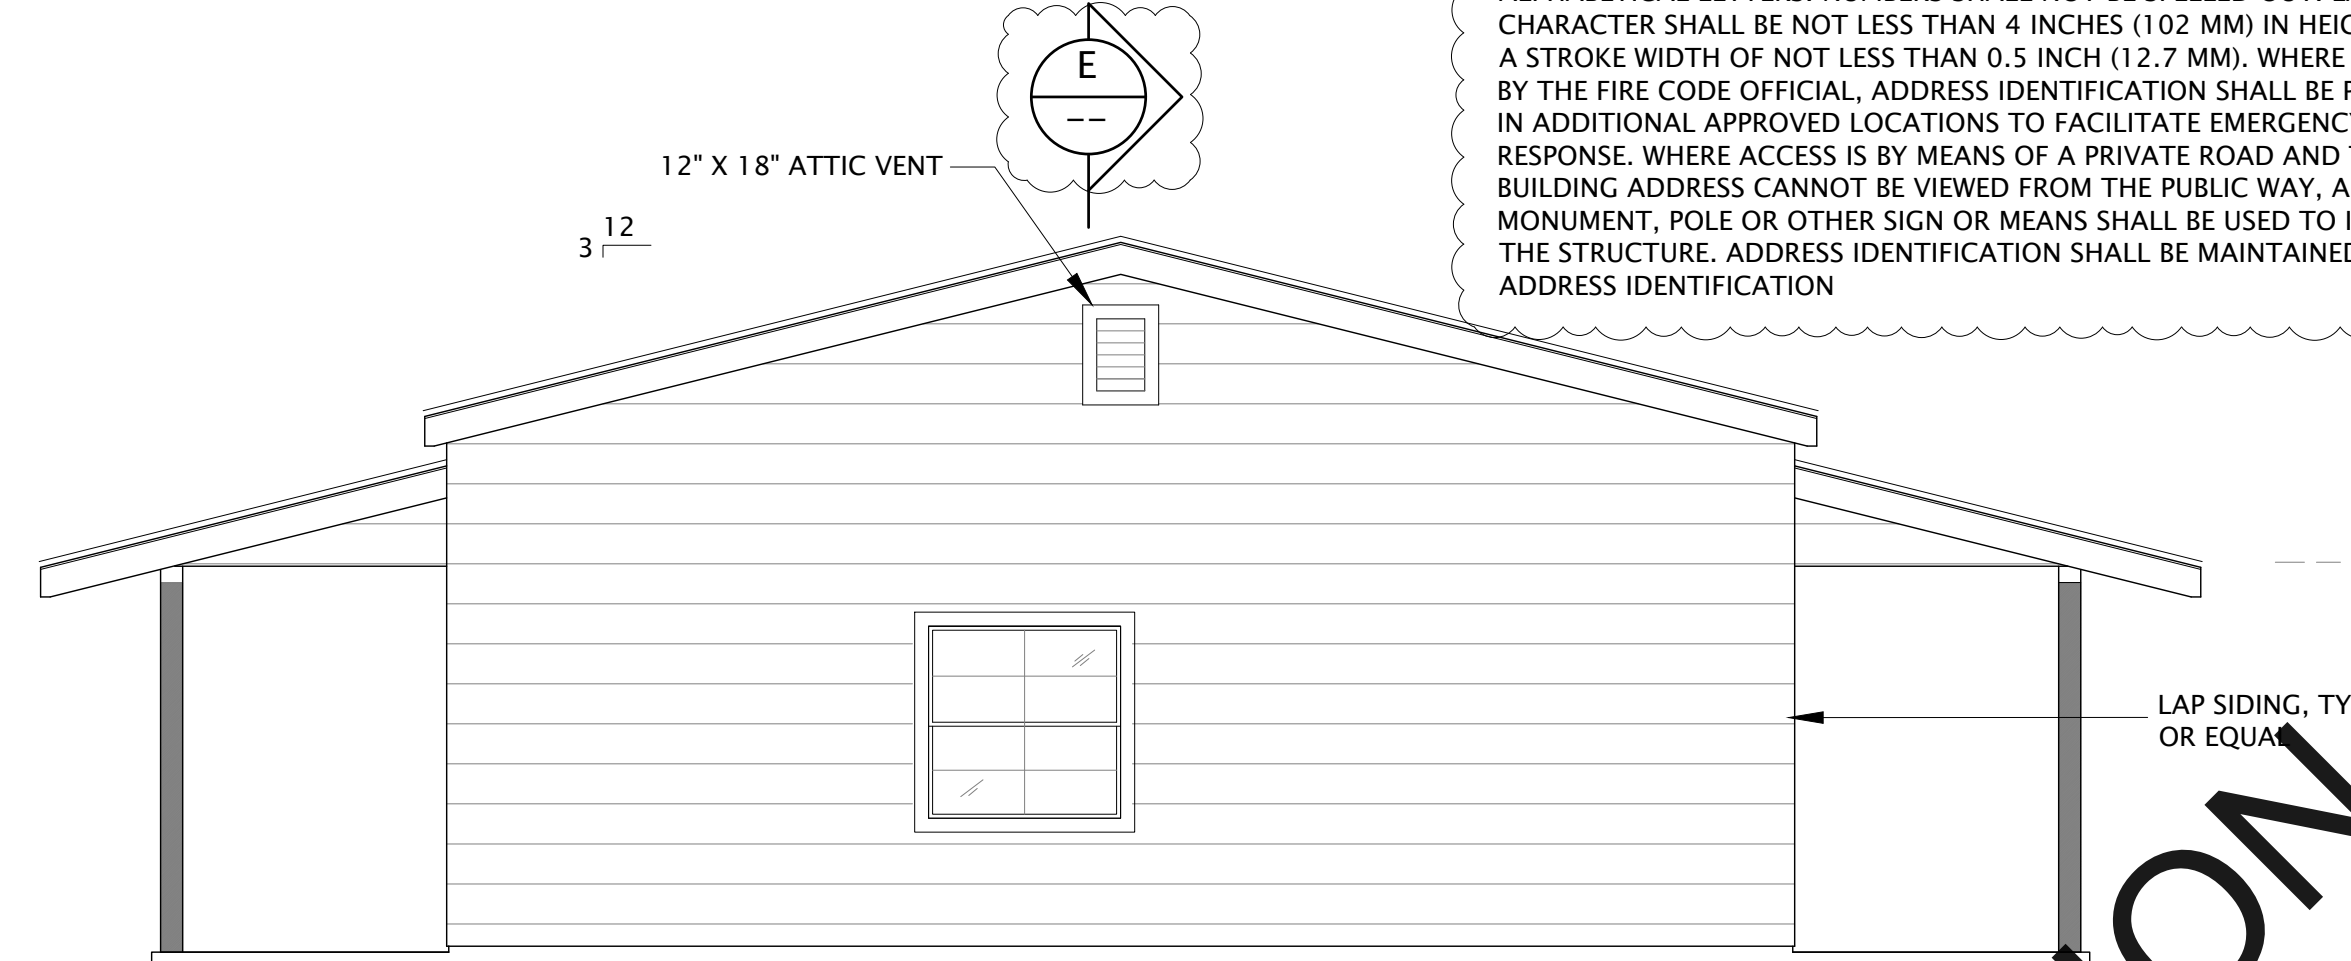 CHARACTER SHALL BE NOT LESS THAN 4 INCHES (102 MM) IN
A STROKE WIDTH OF NOT LESS THAN 0.5 INCH (12.7 MM). WHERE
BY THE FIRE CODE OFFICIAL, ADDRESS IDENTIFICATION SHALL BE
IN ADDITIONAL APPROVED LOCATIONS TO FACILITATE EMERGENCY
RESPONSE. WHERE ACCESS IS BY MEANS OF A PRIVATE ROAD AND
BUILDING ADDRESS CANNOT BE VIEWED FROM THE PUBLIC WAY, A
MONUMENT, POLE OR OTHER SIGN OR MEANS SHALL BE USED TO
THE STRUCTURE. ADDRESS IDENTIFICATION SHALL BE MAINTAINED
ADDRESS IDENTIFICATION
E
--
12" X 18" ATTIC VENT
12
3
LAP SIDING,
OR EQUAL
ON